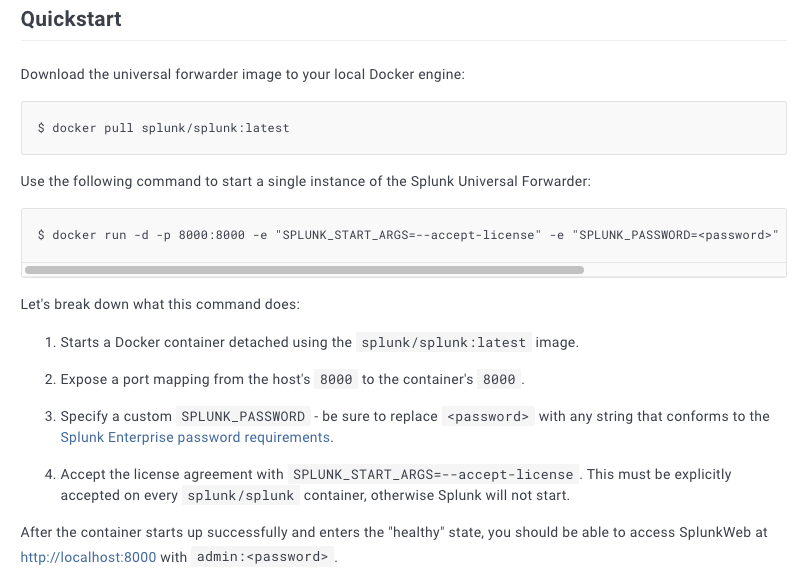 Quickstart
Download the universal forwarder image to your local Docker engine:
$ docker pull splunk/splunk:latest
Use the following command to start a single instance of the Splunk Universal Forwarder:
$ docker run -d -p 8000:8000 -e "SPLUNK_START_ARGS=--accept-license" -e "SPLUNK_PASSWORD=<password>"
Let's break down what this command does:
1. Starts a Docker container detached using the splunk/splunk:latest image.
2. Expose a port mapping from the host's 8000 to the container's 8000 .
3. Specify a custom SPLUNK_PASSWORD - be sure to replace <password> with any string that conforms to the
Splunk Enterprise password requirements.
4. Accept the license agreement with SPLUNK_START_ARGS=--accept-license . This must be explicitly
accepted on every splunk/splunk container, otherwise Splunk will not start.
After the container starts up successfully and enters the "healthy" state, you should be able to access SplunkWeb at
http://localhost:8000 with admin:<password> .